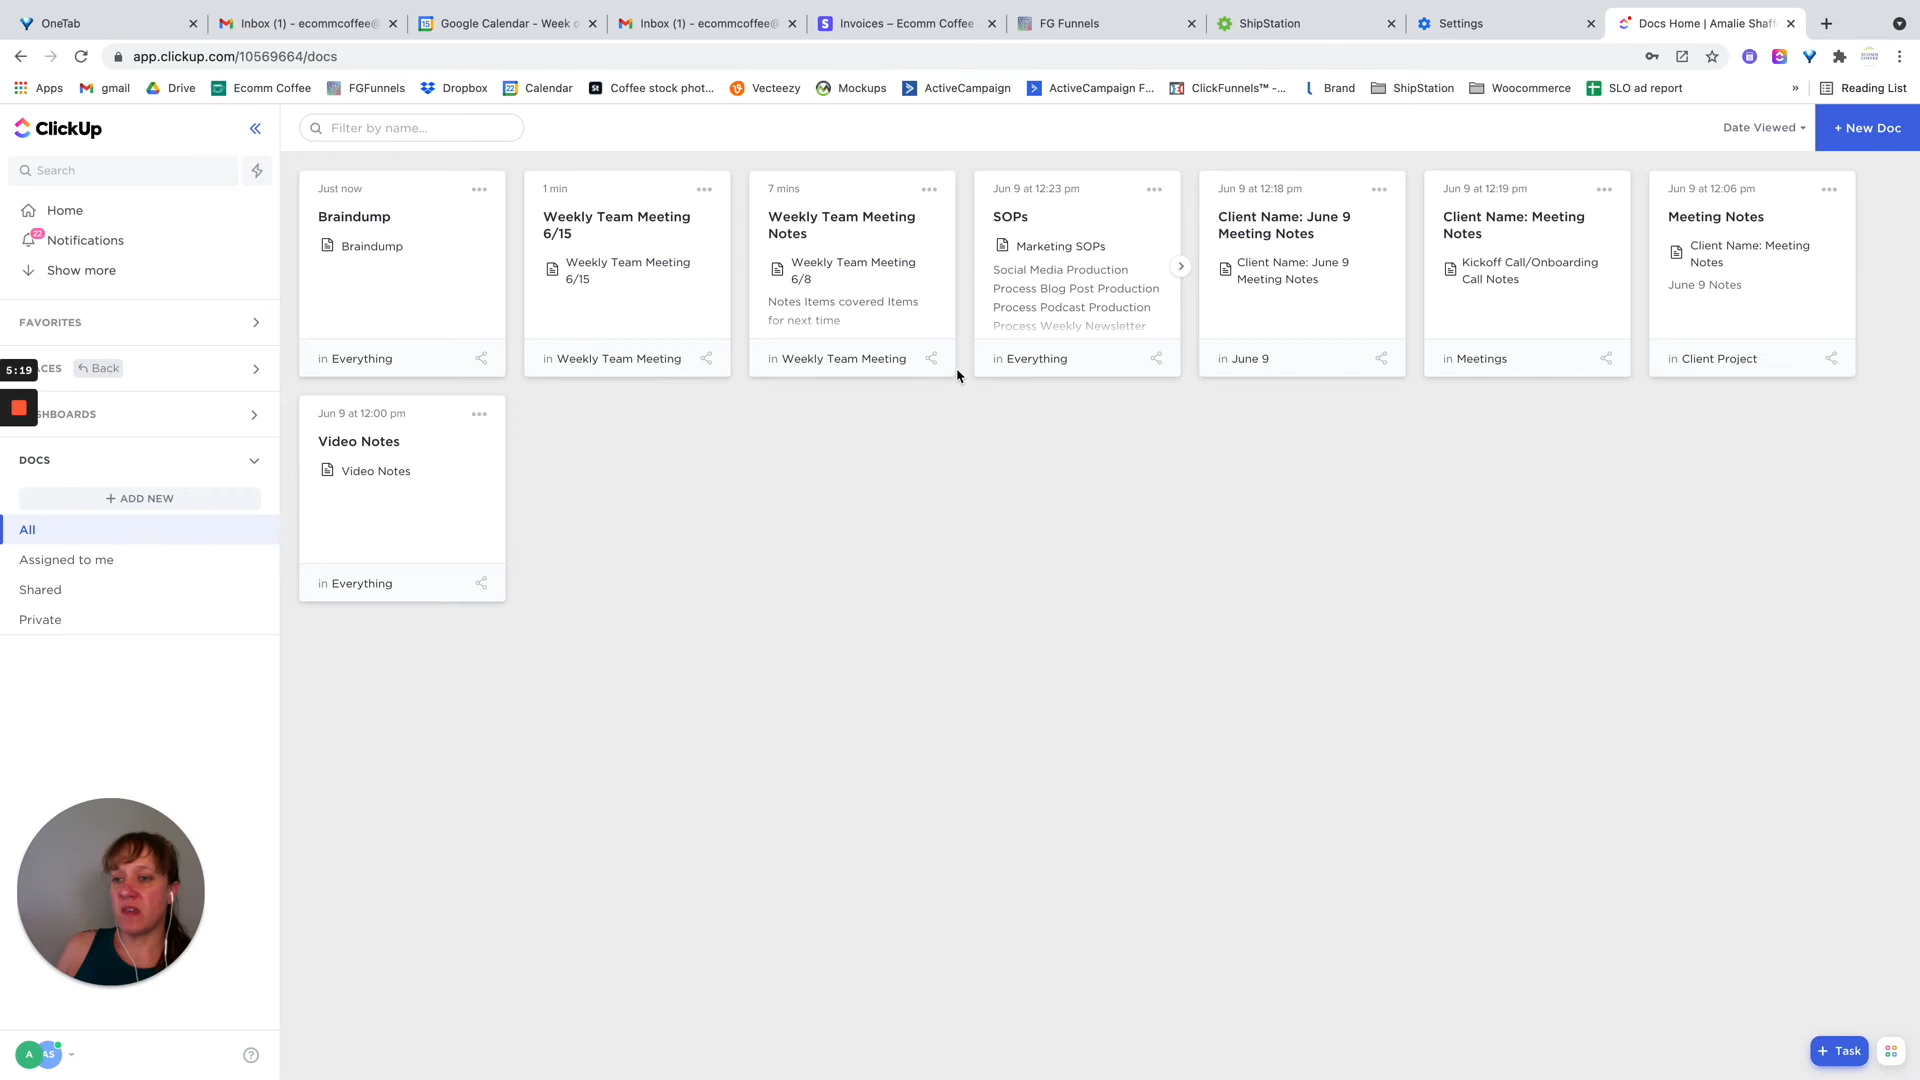 OneTab
Inbox (1) - ecommcoffee@
Google Calendar - Week o
Inbox (1) - ecommcoffee@
Invoices – Ecomm Coffee
FG Funnels
ShipStation
Settings
Docs Home | Amalie Shaff
app.clickup.com/10569664/docs
Apps
gmail
Drive
Ecomm Coffee
FGFunnels
Dropbox
22
Calendar
St
Coffee stock phot...
Vecteezy
Mockups
ActiveCampaign
ActiveCampaign F...
ClickFunnels™ -...
Brand
ShipStation
Woocommerce
SLO ad report
»
Reading List
ClickUp
Filter by name...
Date Viewed
+ New Doc
Search
Home
22
Notifications
Show more
FAVORITES
ACES
Back
5:19
SHBOARDS
DOCS
+ ADD NEW
All
Assigned to me
Shared
Private
Just now
Braindump
Braindump
in Everything
1 min
Weekly Team Meeting
6/15
Weekly Team Meeting
6/15
in Weekly Team Meeting
7 mins
Weekly Team Meeting
Notes
Weekly Team Meeting
6/8
Notes Items covered Items
for next time
in Weekly Team Meeting
Jun 9 at 12:23 pm
SOPs
Marketing SOPs
Social Media Production
Process Blog Post Production
Process Podcast Production
Process Weekly Newsletter
in Everything
Jun 9 at 12:18 pm
Client Name: June 9
Meeting Notes
Client Name: June 9
Meeting Notes
in June 9
Jun 9 at 12:19 pm
Client Name: Meeting
Notes
Kickoff Call/Onboarding
Call Notes
in Meetings
Jun 9 at 12:06 pm
Meeting Notes
Client Name: Meeting
Notes
June 9 Notes
in Client Project
Jun 9 at 12:00 pm
Video Notes
Video Notes
in Everything
A
AS
+ Task